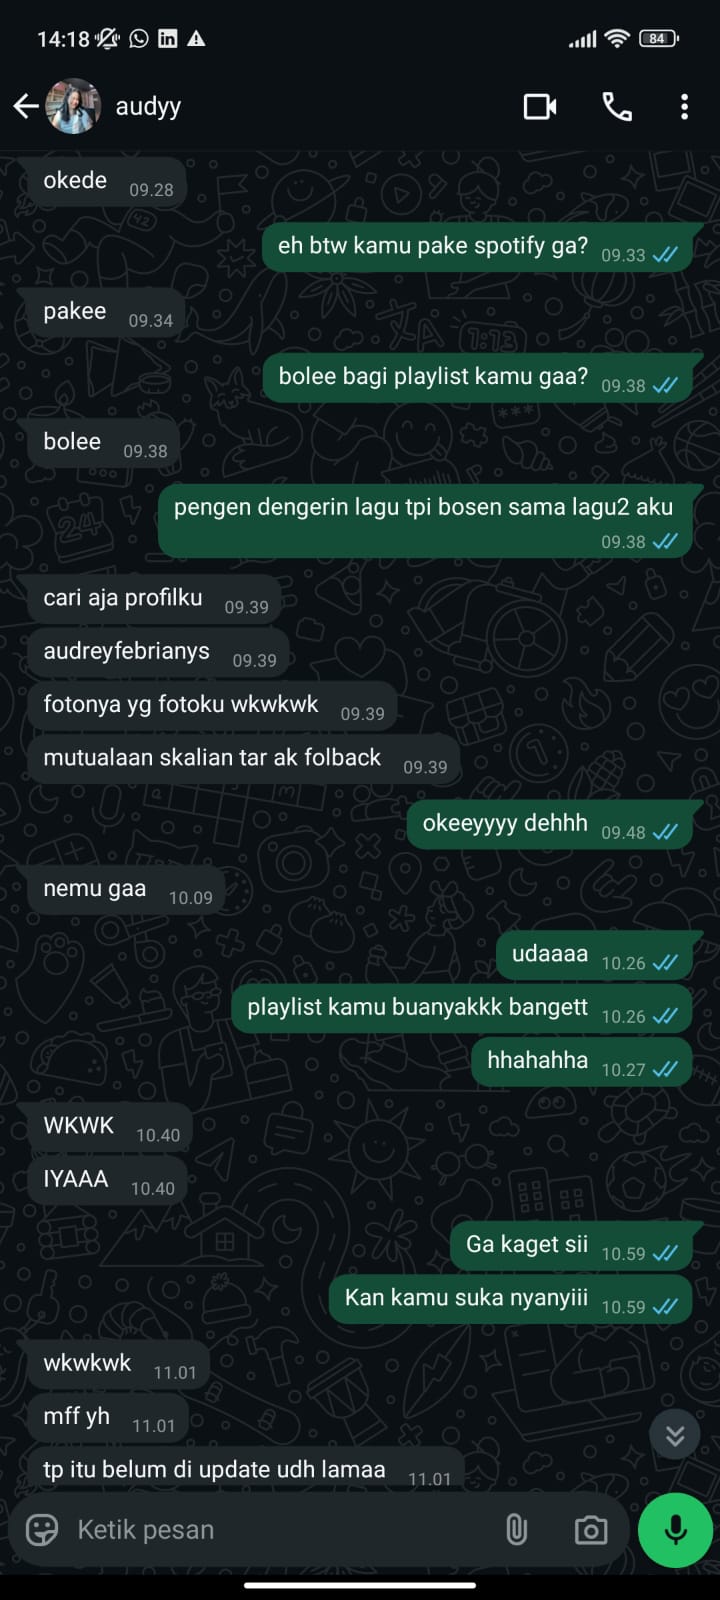 14:18
84
audyy
okede 09.28
eh btw kamu pake spotify ga? 09.33
pakee 09.34
bolee bagi playlist kamu gaa? 09.38
bolee 09.38
pengen dengerin lagu tpi bosen sama lagu2 aku
09.38
cari aja profilku 09.39
audreyfebrianys 09.39
fotonya yg fotoku wkwkwk 09.39
mutualaan skalian tar ak folback 09.39
okeeyyyy dehhh 09.48
nemu gaa 10.09
udaaaa 10.26
playlist kamu buanyakkk bangett 10.26
hhahahha 10.27
WKWK 10.40
IYAAA 10.40
Ga kaget sii 10.59
Kan kamu suka nyanyiii 10.59
wkwkwk 11.01
mff yh 11.01
tp itu belum di update udh lamaa 11.01
Ketik pesan